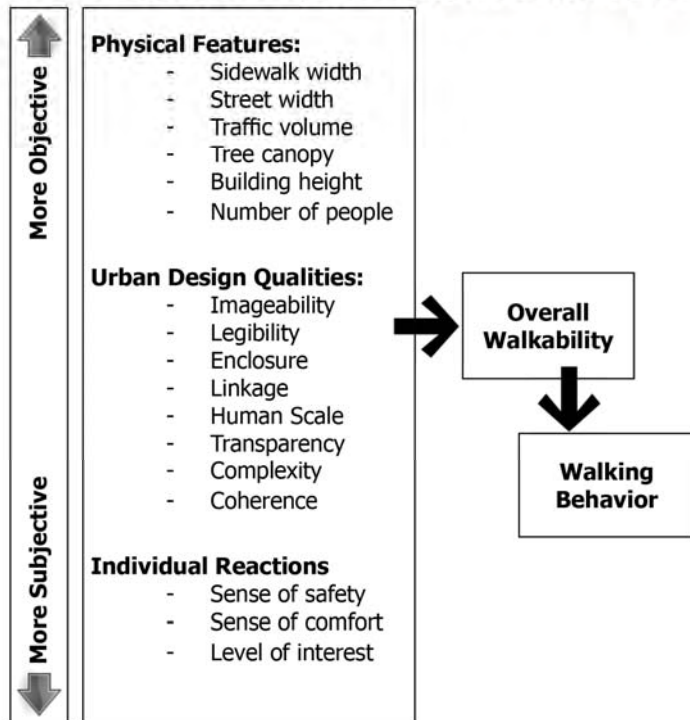 More Objective
More Subjective
Physical Features:
- Sidewalk width
- Street width
- Traffic volume
- Tree canopy
- Building height
- Number of people
Urban Design Qualities:
- Imageability
- Legibility
- Enclosure
- Linkage
- Human Scale
- Transparency
- Complexity
- Coherence
Individual Reactions
- Sense of safety
- Sense of comfort
- Level of interest
Overall
Walkability
Walking
Behavior